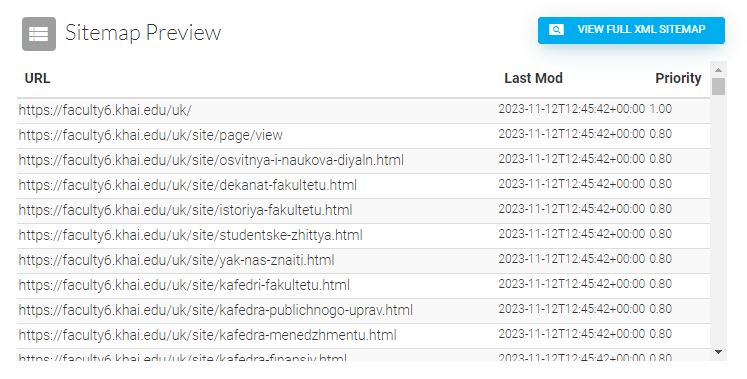 Sitemap Preview
VIEW FULL XML SITEMAP
URL Last Mod Priority
https://faculty6.khai.edu/uk/ 2023-11-12T12:45:42+00:00 1.00
https://faculty6.khai.edu/uk/site/page/view 2023-11-12T12:45:42+00:00 0.80
https://faculty6.khai.edu/uk/site/osvitnya-i-naukova-diyaln.html 2023-11-12T12:45:42+00:00 0.80
https://faculty6.khai.edu/uk/site/dekanat-fakultetu.html 2023-11-12T12:45:42+00:00 0.80
https://faculty6.khai.edu/uk/site/istoriya-fakultetu.html 2023-11-12T12:45:42+00:00 0.80
https://faculty6.khai.edu/uk/site/studentske-zhittya.html 2023-11-12T12:45:42+00:00 0.80
https://faculty6.khai.edu/uk/site/yak-nas-znaiti.html 2023-11-12T12:45:42+00:00 0.80
https://faculty6.khai.edu/uk/site/kafedri-fakultetu.html 2023-11-12T12:45:42+00:00 0.80
https://faculty6.khai.edu/uk/site/kafedra-publichnogo-uprav.html 2023-11-12T12:45:42+00:00 0.80
https://faculty6.khai.edu/uk/site/kafedra-menedzhmentu.html 2023-11-12T12:45:42+00:00 0.80
https://faculty6.khai.edu/uk/site/kafedra-finansiv.html 2023-11-12T12:45:42+00:00 0.80